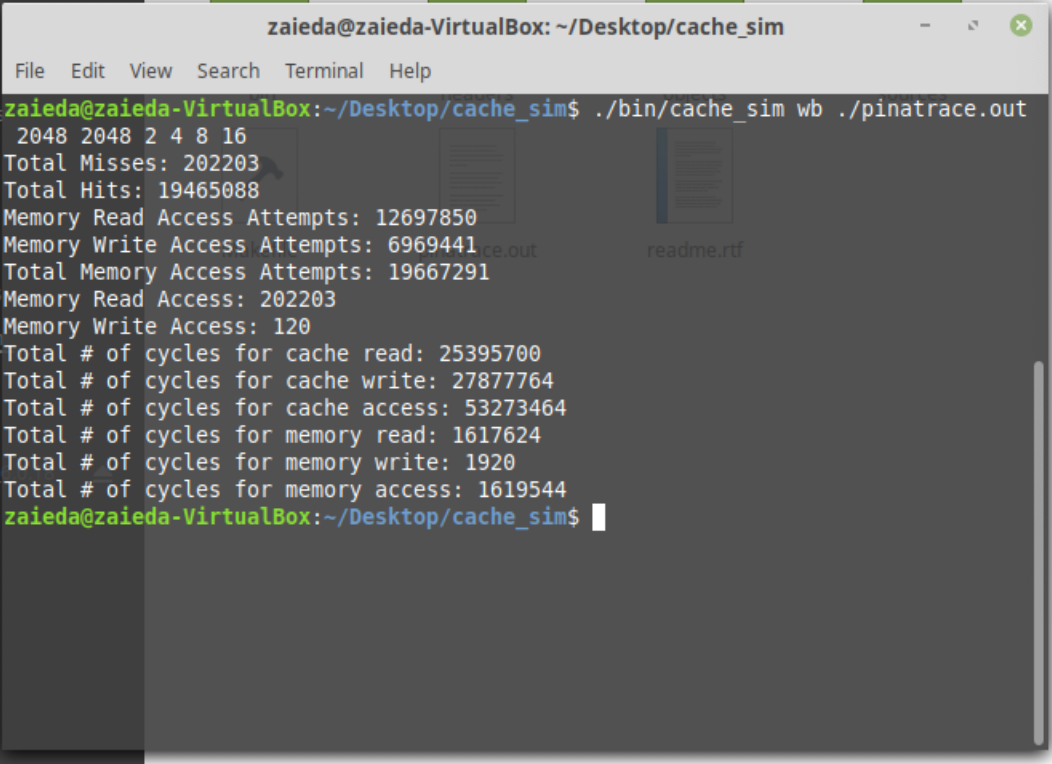 zaieda@zaieda-VirtualBox: ~/Desktop/cache_sim
File Edit View Search Terminal Help
zaieda@zaieda-VirtualBox:~/Desktop/cache_sim$ ./bin/cache_sim wb ./pinatrace.out
2048 2048 2 4 8 16
Total Misses: 202203
Total Hits: 19465088
Memory Read Access Attempts: 12697850
Memory Write Access Attempts: 6969441
Total Memory Access Attempts: 19667291
Memory Read Access: 202203
Memory Write Access: 120
Total # of cycles for cache read: 25395700
Total # of cycles for cache write: 27877764
Total # of cycles for cache access: 53273464
Total # of cycles for memory read: 1617624
Total # of cycles for memory write: 1920
Total # of cycles for memory access: 1619544
zaieda@zaieda-VirtualBox:~/Desktop/cache_sim$
pinatrace.out
readme.rtf